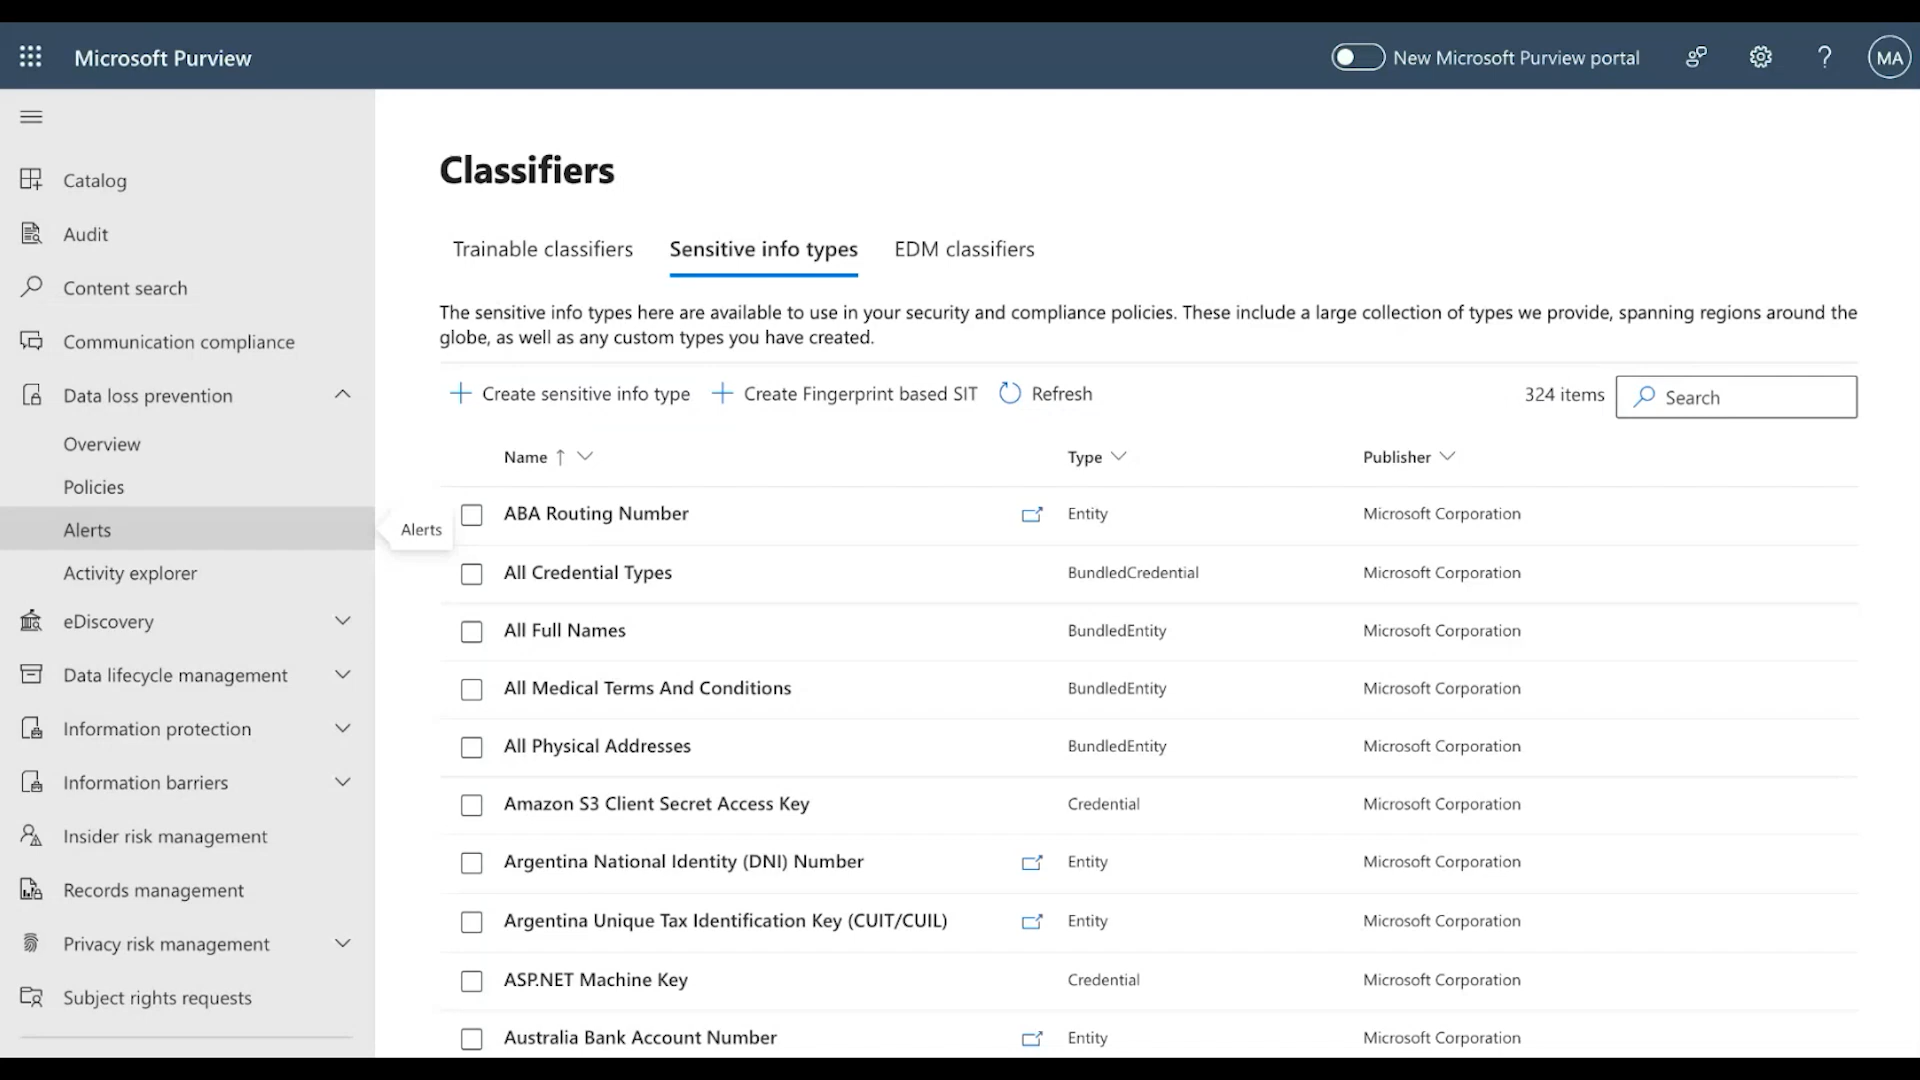 Microsoft Purview
New Microsoft Purview portal
?
MA
Catalog
Audit
Content search
Communication compliance
Data loss prevention
Overview
Policies
Alerts
Alerts
Activity explorer
eDiscovery
Data lifecycle management
Information protection
Information barriers
Insider risk management
Records management
Privacy risk management
Subject rights requests
Classifiers
Trainable classifiers Sensitive info types EDM classifiers
The sensitive info types here are available to use in your security and compliance policies. These include a large collection of types we provide, spanning regions around the
globe, as well as any custom types you have created.
Create sensitive info type Create Fingerprint based SIT Refresh 324 items Search
Name ↑ Type Publisher
ABA Routing Number Entity Microsoft Corporation
All Credential Types BundledCredential Microsoft Corporation
All Full Names BundledEntity Microsoft Corporation
All Medical Terms And Conditions BundledEntity Microsoft Corporation
All Physical Addresses BundledEntity Microsoft Corporation
Amazon S3 Client Secret Access Key Credential Microsoft Corporation
Argentina National Identity (DNI) Number Entity Microsoft Corporation
Argentina Unique Tax Identification Key (CUIT/CUIL) Entity Microsoft Corporation
ASP.NET Machine Key Credential Microsoft Corporation
Australia Bank Account Number Entity Microsoft Corporation